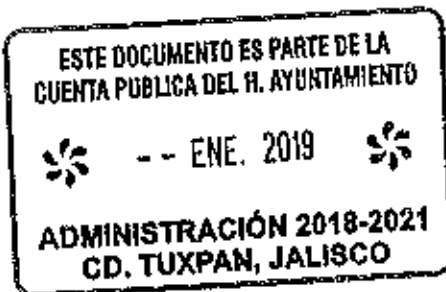 ESTE DOCUMENTO ES PARTE DE LA
CUENTA PUBLICA DEL H. AYUNTAMIENTO
- - ENE. 2019
ADMINISTRACIÓN 2018-2021
CD. TUXPAN, JALISCO